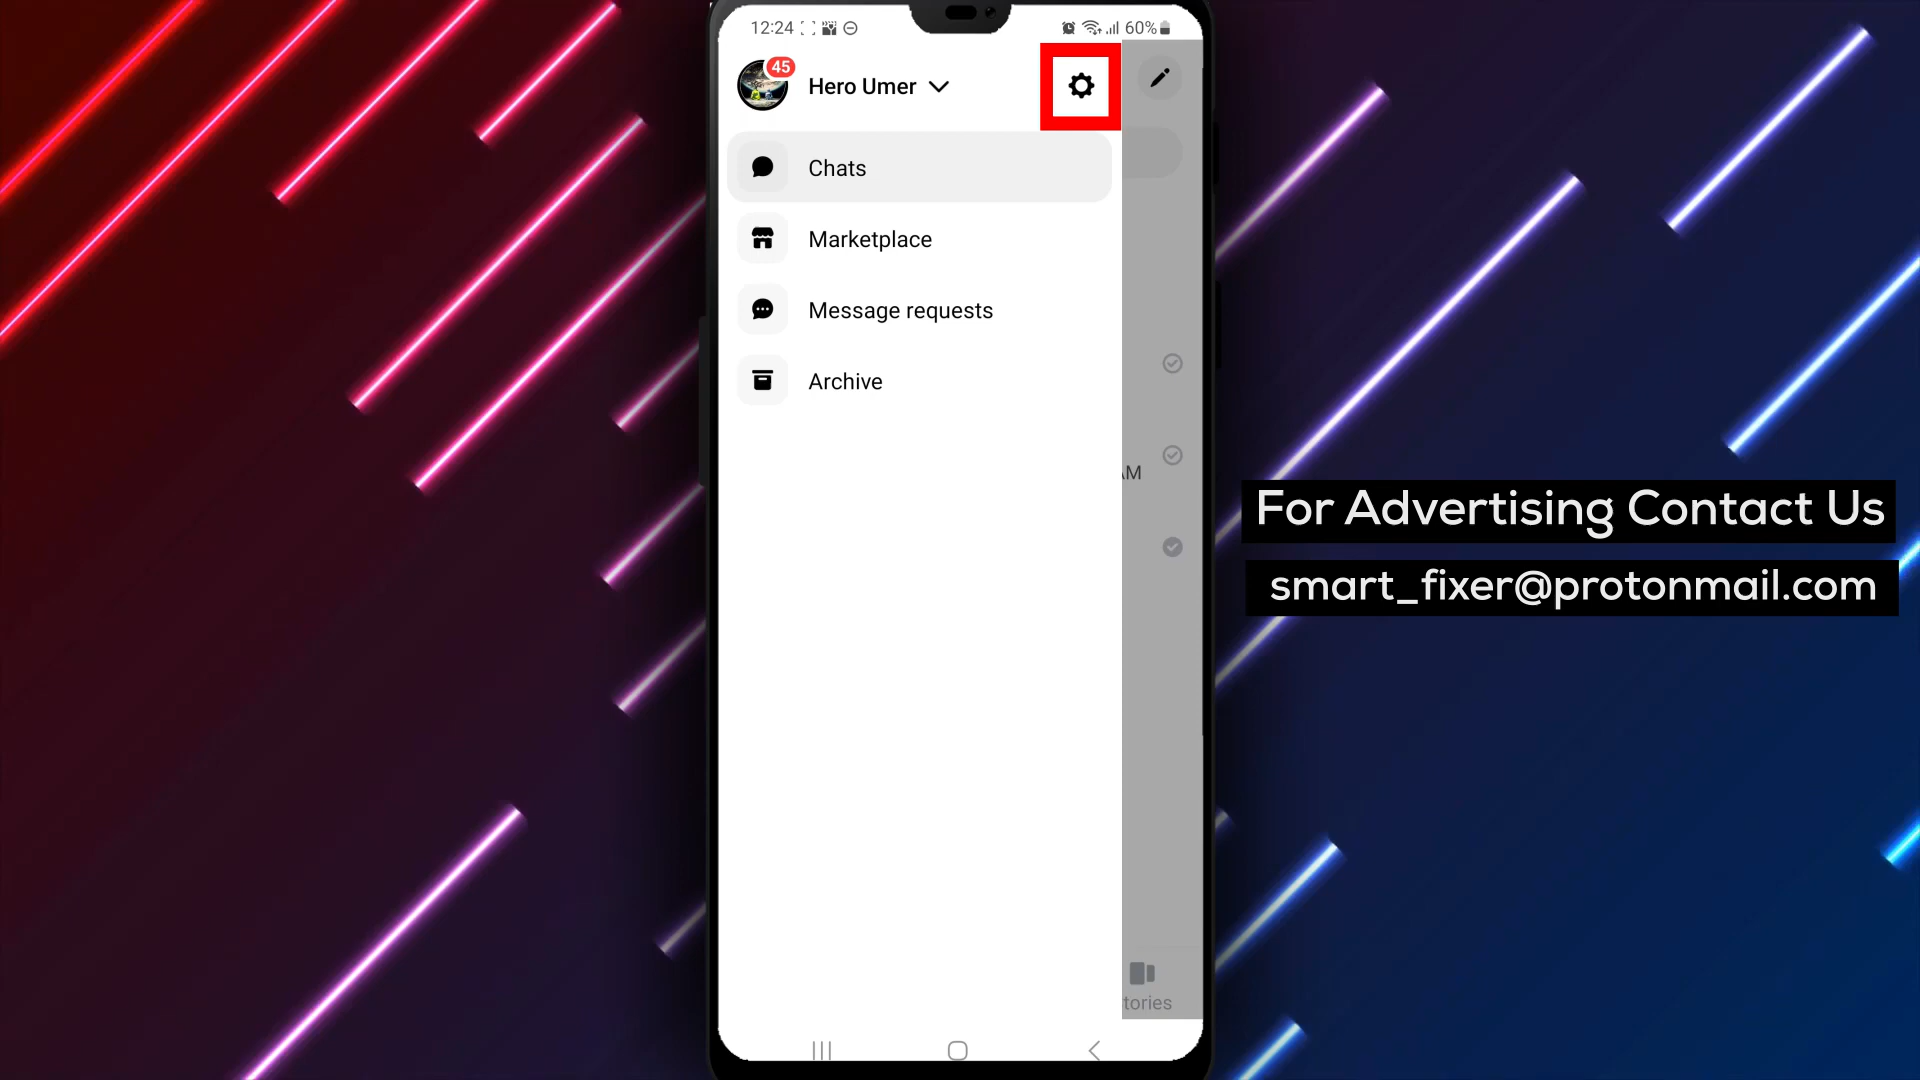 12:24
60%
45
Hero Umer
Chats
Marketplace
Message requests
Archive
AM
tories
For Advertising Contact Us
smart_fixer@protonmail.com